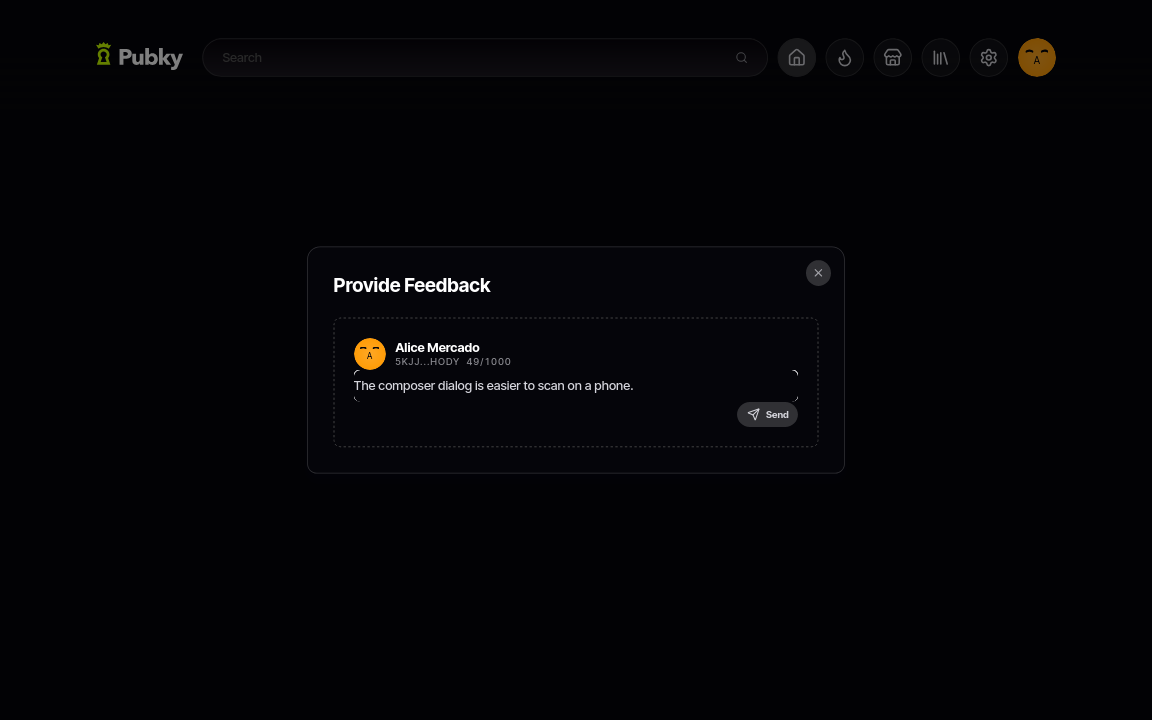 Pubky
Search
A
Provide Feedback
A
Alice Mercado
5KJJ...HODY 49/1000
The composer dialog is easier to scan on a phone.
Send